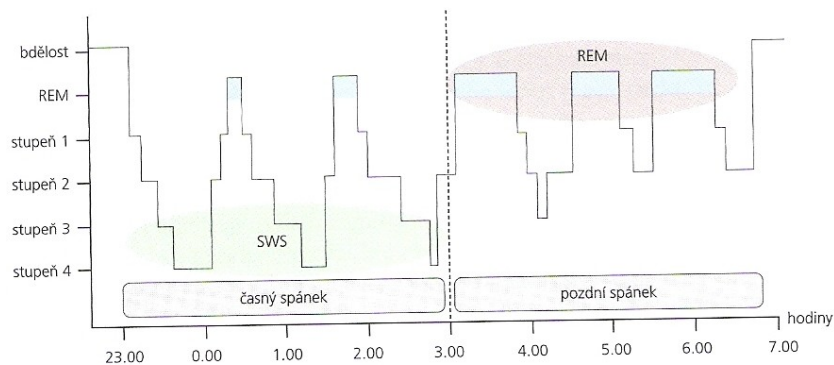 bdělost
REM
stupeň 1
stupeň 2
stupeň 3
stupeň 4
REM
SWS
časný spánek
pozdní spánek
hodiny
23.00 0.00 1.00 2.00 3.00 4.00 5.00 6.00 7.00